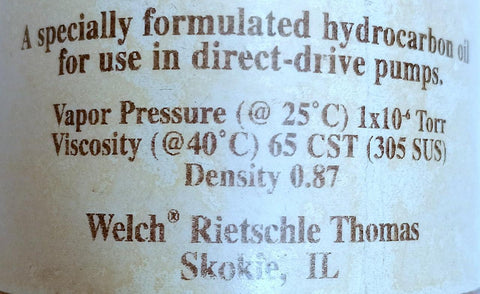 A specially formulated hydrocarbon oil
for use in direct-drive pumps.
Vapor Pressure (@ 25°C) 1x10⁻⁶ Torr
Viscosity (@40°C) 65 CST (305 SUS)
Density 0.87
Welch® Rietschle Thomas
Skokie, IL